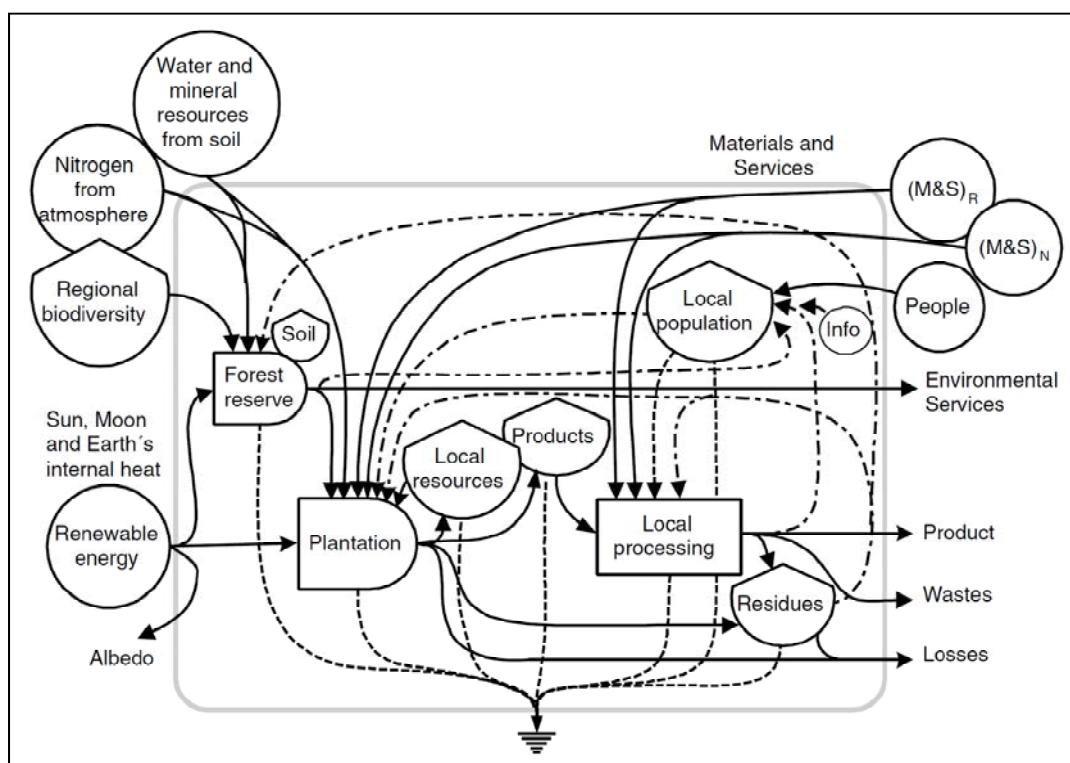 Water and
mineral
resources
from soil
Nitrogen
from
atmosphere
Regional
biodiversity
Materials and
Services
(M&S)R
(M&S)N
People
Info
Local
population
Soil
Forest
reserve
Environmental
Services
Sun, Moon
and Earth´s
internal heat
Renewable
energy
Albedo
Plantation
Local
resources
Products
Local
processing
Residues
Product
Wastes
Losses